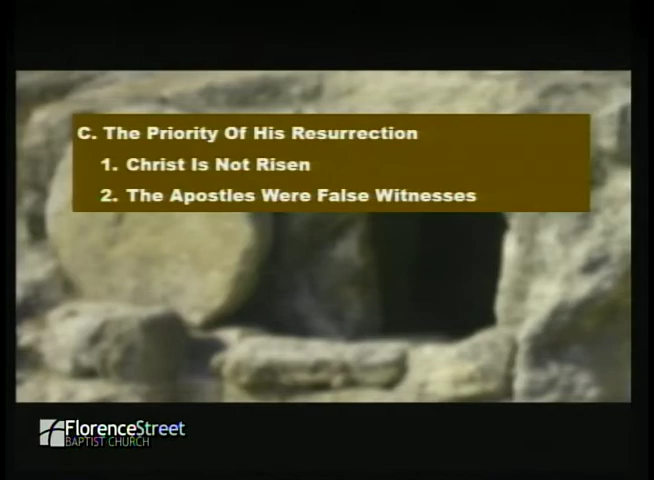 C. The Priority Of His Resurrection
1. Christ Is Not Risen
2. The Apostles Were False Witnesses
FlorenceStreet
BAPTIST CHURCH